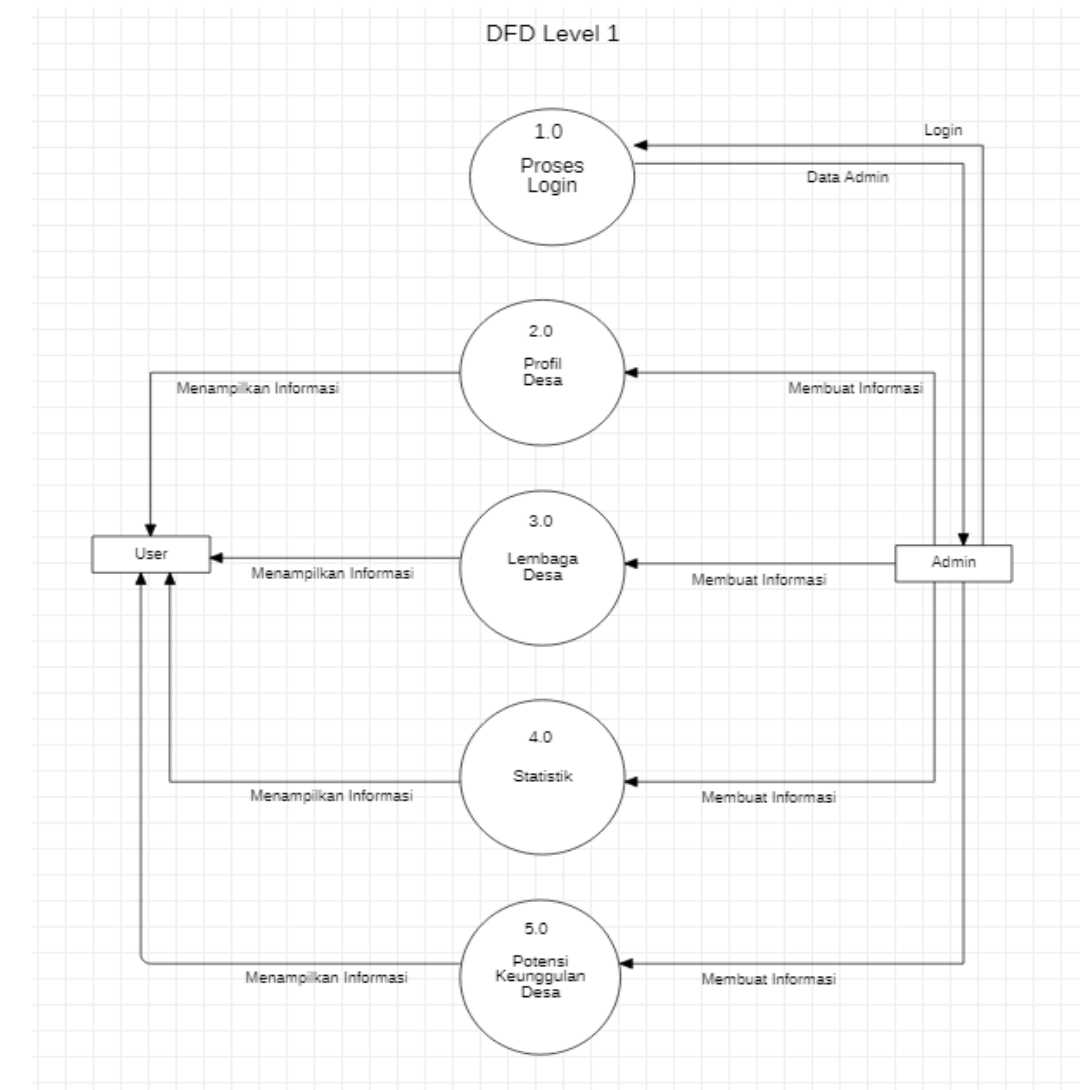 DFD Level 1
1.0
Proses
Login
Login
Data Admin
2.0
Profil
Desa
Menampilkan Informasi
Membuat Informasi
3.0
Lembaga
Desa
User
Admin
Menampilkan Informasi
Membuat Informasi
4.0
Statistik
Menampilkan Informasi
Membuat Informasi
5.0
Potensi
Keunggulan
Desa
Menampilkan Informasi
Membuat Informasi